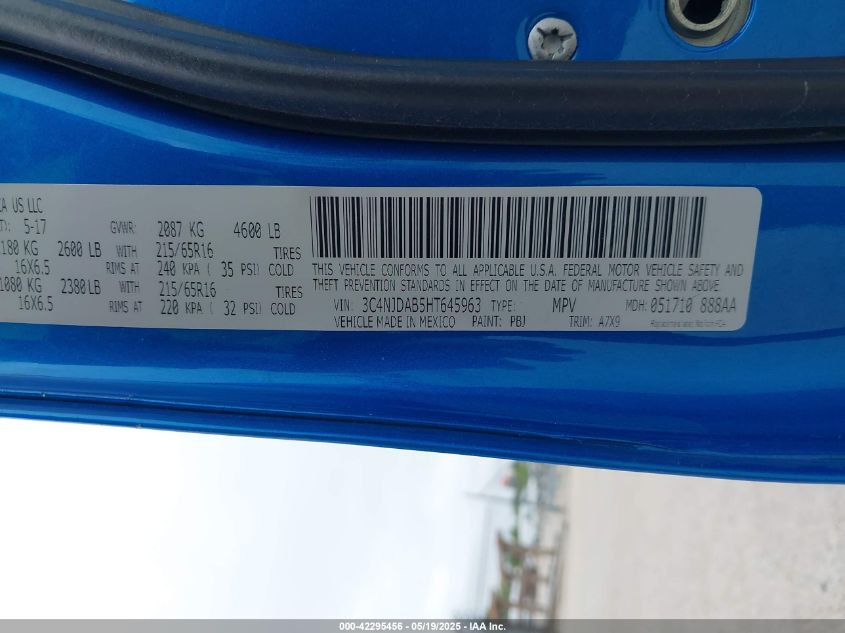 CA US LLC
T): 5-17 GVWR: 2087 KG 4600 LB
180 KG 2600 LB WITH 215/65R16 TIRES
16X6.5 RIMS AT 240 KPA ( 35 PSI) COLD
1080 KG 2380 LB WITH 215/65R16 TIRES
16X6.5 RIMS AT 220 KPA ( 32 PSI) COLD
THIS VEHICLE CONFORMS TO ALL APPLICABLE U.S.A. FEDERAL MOTOR VEHICLE SAFETY AND
THEFT PREVENTION STANDARDS IN EFFECT ON THE DATE OF MANUFACTURE SHOWN ABOVE.
VIN: 3C4NJDAB5HT645963 TYPE: MPV MDH: 051710 888AA
VEHICLE MADE IN MEXICO PAINT: PBJ TRIM: A7X9
000-42295456 - 05/19/2025 - IAA Inc.